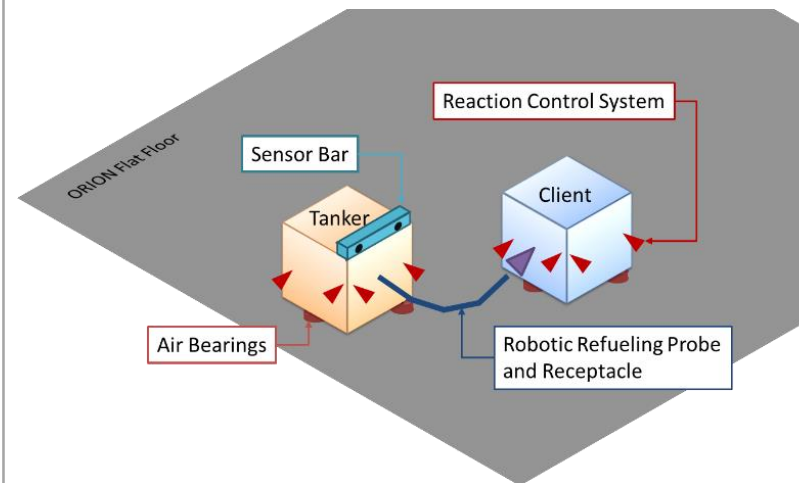 Reaction Control System
ORION Flat Floor
Sensor Bar
Client
Tanker
Air Bearings
Robotic Refueling Probe
and Receptacle